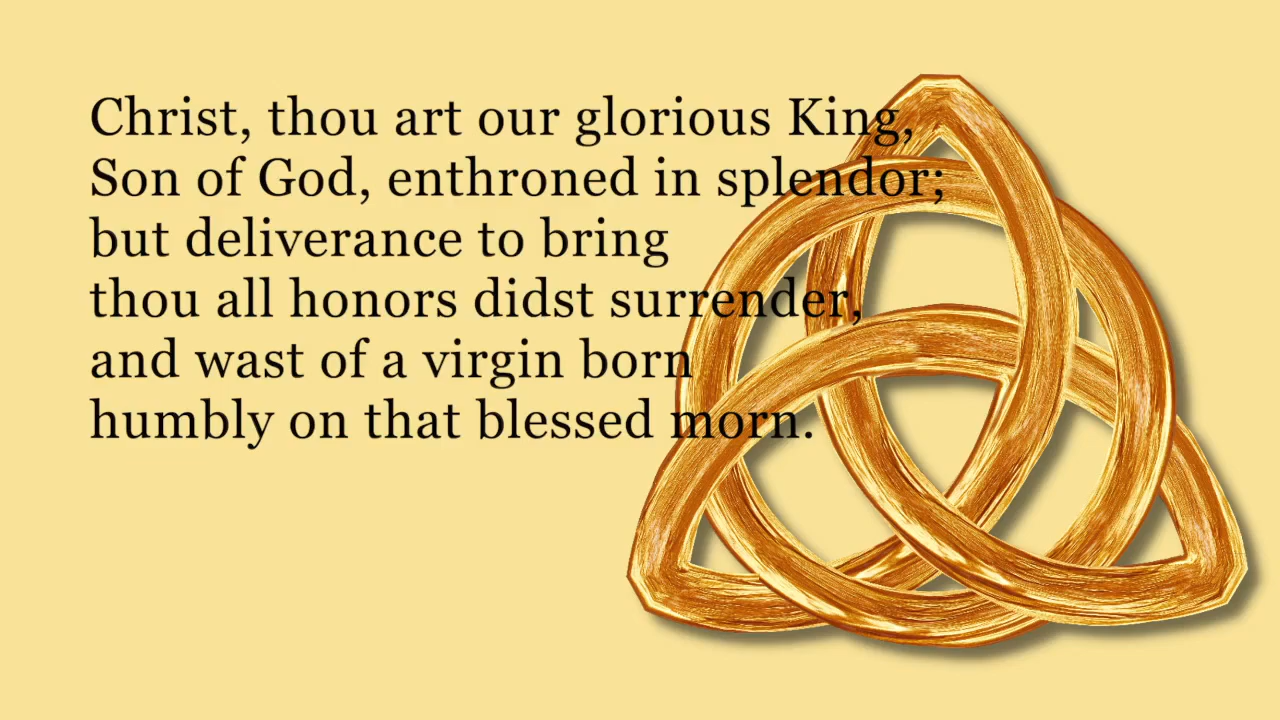 Christ, thou art our glorious King,
Son of God, enthroned in splendor;
but deliverance to bring
thou all honors didst surrender,
and wast of a virgin born
humbly on that blessed morn.